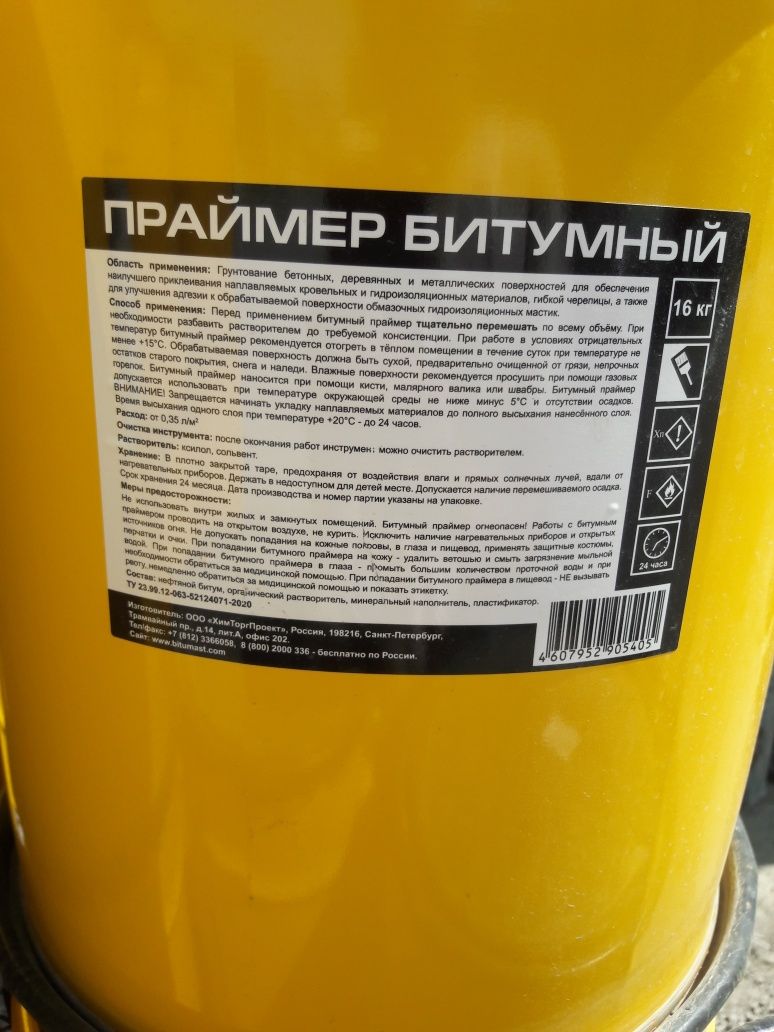 ПРАЙМЕР БИТУМНЫЙ
Область применения: Грунтование бетонных, деревянных и металлических поверхностей для обеспечения
наилучшего приклеивания наплавляемых кровельных и гидроизоляционных материалов, гибкой черепицы, а также
для улучшения адгезии к обрабатываемой поверхности обмазочных гидроизоляционных мастик.
Способ применения: Перед применением битумный праймер тщательно перемешать по всему объёму. При
необходимости разбавить растворителем до требуемой консистенции. При работе в условиях отрицательных
температур битумный праймер рекомендуется отогреть в тёплом помещении в течение суток при температуре не
менее +15°С. Обрабатываемая поверхность должна быть сухой, предварительно очищенной от грязи, непрочных
остатков старого покрытия, снега и наледи. Влажные поверхности рекомендуется просушить при помощи газовых
горелок. Битумный праймер наносится при помощи кисти, малярного валика или швабры. Битумный праймер
допускается использовать при температуре окружающей среды не ниже минус 5°С и отсутствии осадков.
ВНИМАНИЕ! Запрещается начинать укладку наплавляемых материалов до полного высыхания нанесённого слоя.
Время высыхания одного слоя при температуре +20°С - до 24 часов.
Расход: от 0,35 л/м²
Очистка инструмента: после окончания работ инструмент можно очистить растворителем.
Растворитель: ксилол, сольвент.
Хранение: В плотно закрытой таре, предохраняя от воздействия влаги и прямых солнечных лучей, вдали от
нагревательных приборов. Держать в недоступном для детей месте. Допускается наличие перемешиваемого осадка.
Срок хранения 24 месяца. Дата производства и номер партии указаны на упаковке.
Меры предосторожности:
Не использовать внутри жилых и замкнутых помещений. Битумный праймер огнеопасен! Работы с битумным
праймером проводить на открытом воздухе, не курить. Исключить наличие нагревательных приборов и открытых
источников огня. Не допускать попадания на кожные покровы, в глаза и пищевод, применять защитные костюмы,
перчатки и очки. При попадании битумного праймера на кожу - удалить ветошью и смыть загрязнение мыльной
водой. При попадании битумного праймера в глаза - промыть большим количеством проточной воды и при
необходимости обратиться за медицинской помощью. При попадании битумного праймера в пищевод - НЕ вызывать
рвоту, немедленно обратиться за медицинской помощью и показать этикетку.
Состав: нефтяной битум, органический растворитель, минеральный наполнитель, пластификатор.
ТУ 23.99.12-063-52124071-2020
Изготовитель: ООО «ХимТоргПроект», Россия, 198216, Санкт-Петербург,
Трамвайный пр., д.14, лит.А, офис 202.
Тел/факс: +7 (812) 3366058, 8 (800) 2000 336 - бесплатно по России.
Сайт: www.bitumast.com
16 кг
Xn
F
24 часа
4 607952 905405